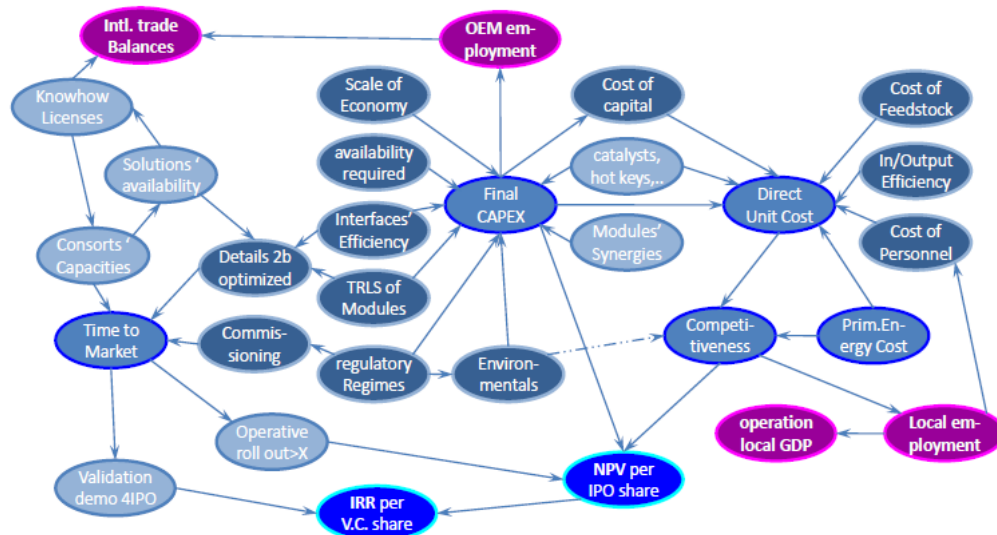 Intl. trade
Balances
OEM em-
ployment
Knowhow
Licenses
Scale of
Economy
Cost of
capital
Cost of
Feedstock
Solutions ‘
availability
availability
required
catalysts,
hot keys,..
In/Output
Efficiency
Final
CAPEX
Direct
Unit Cost
Interfaces’
Efficiency
Consorts ‘
Capacities
Details 2b
optimized
Modules’
Synergies
Cost of
Personnel
TRLS of
Modules
Time to
Market
Commis-
sioning
regulatory
Regimes
Environ-
mentals
Competi-
tiveness
Prim.En-
ergy Cost
Operative
roll out>X
operation
local GDP
Local em-
ployment
Validation
demo 4IPO
NPV per
IPO share
IRR per
V.C. share